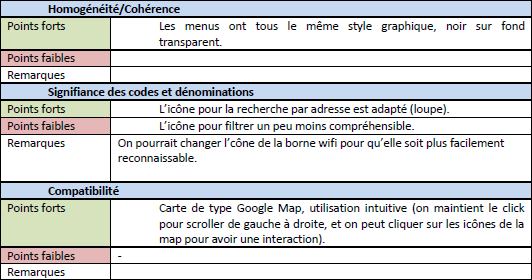 Homogénéité/Cohérence
Points forts
Les menus ont tous le même style graphique, noir sur fond
transparent.
Points faibles
Remarques
Signifiance des codes et dénominations
Points forts
L'icône pour la recherche par adresse est adapté (loupe).
Points faibles
L'icône pour filtrer un peu moins compréhensible.
Remarques
On pourrait changer l'cône de la borne wifi pour qu'elle soit plus facilement
reconnaissable.
Compatibilité
Points forts
Carte de type Google Map, utilisation intuitive (on maintient le click
pour scroller de gauche à droite, et on peut cliquer sur les icônes de la
map pour avoir une interaction).
Points faibles
-
Remarques